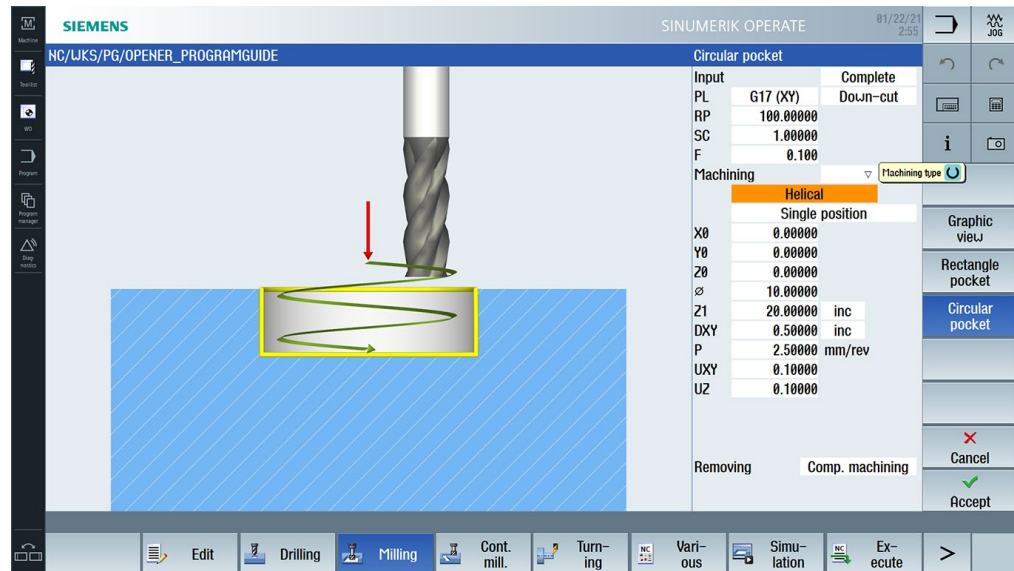 SIEMENS
SINUMERIK OPERATE
01/22/21
2:55
JOG
Machine
Tool list
WO
Program
Program
manager
Diag-
nostics
NC/WKS/PG/OPENER_PROGRAMGUIDE
Circular pocket
Input Complete
PL G17 (XY) Down-cut
RP 100.00000
SC 1.00000
F 0.100
Machining ▽
Machining type
Helical
Single position
X0 0.00000
Y0 0.00000
Z0 0.00000
Ø 10.00000
Z1 20.00000 inc
DXY 0.50000 inc
P 2.50000 mm/rev
UXY 0.10000
UZ 0.10000
Removing Comp. machining
i
Graphic
view
Rectangle
pocket
Circular
pocket
Cancel
Accept
Edit
Drilling
Milling
Cont.
mill.
Turn-
ing
NC
Vari-
ous
Simu-
lation
NC
Ex-
ecute
>